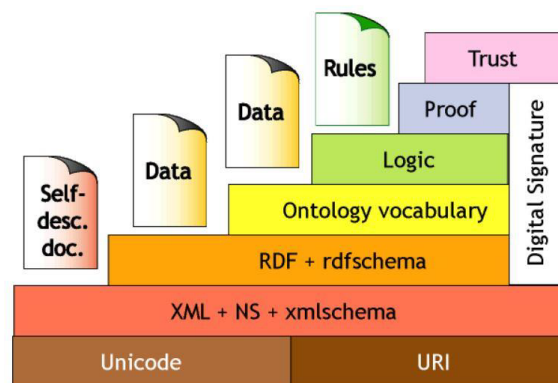 Trust
Rules
Proof
Data
Logic
Data
Self-
desc.
doc.
Ontology vocabulary
Digital Signature
RDF + rdfschema
XML + NS + xmlschema
Unicode
URI